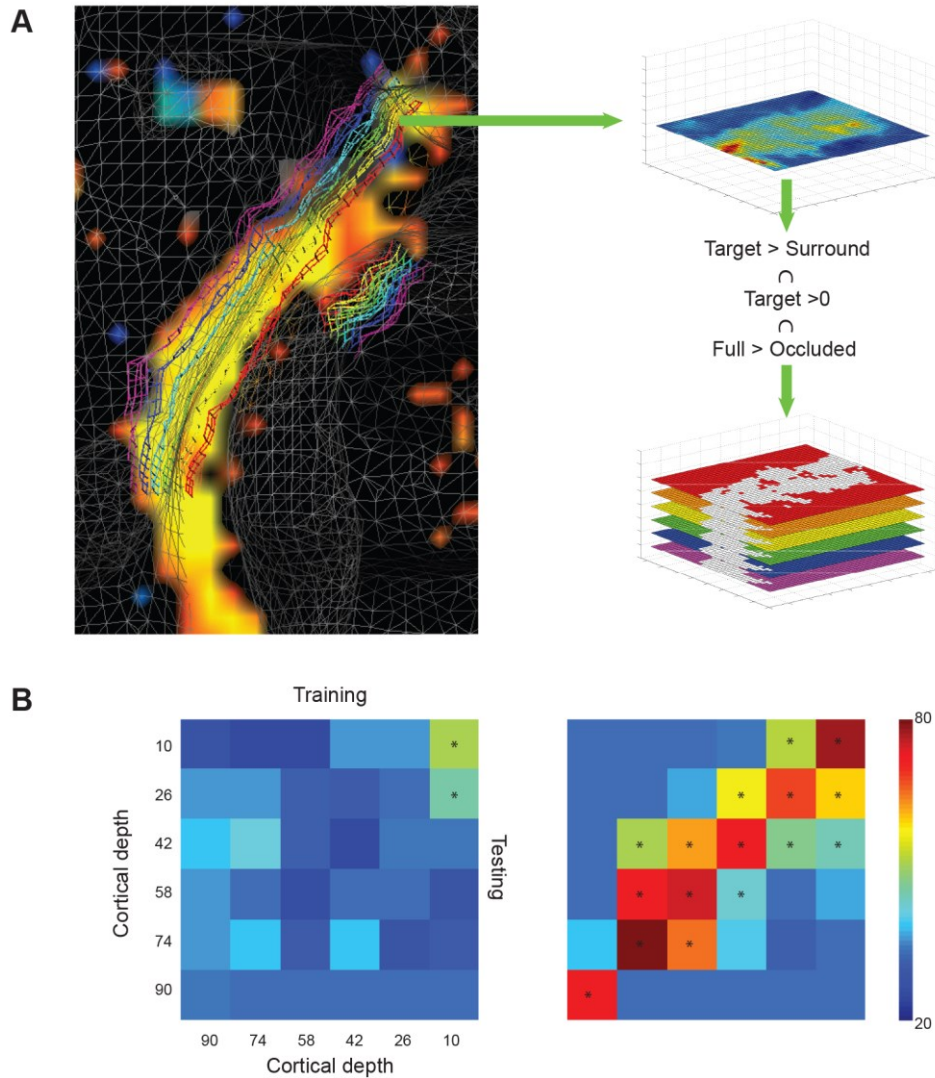 A
Target > Surround
∩
Target >0
∩
Full > Occluded
B
Training
Cortical depth
10
26
42
58
74
90
90 74 58 42 26 10
Cortical depth
Testing
* 
*
* *
* * *
* * * * *
* * *
* *
*
80
20